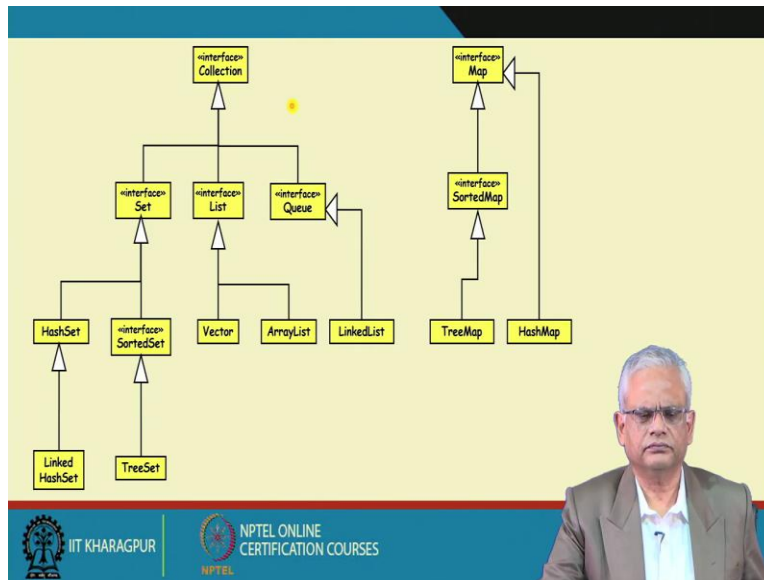 «interface»
Collection
«interface»
Map
«interface»
Set
«interface»
List
«interface»
Queue
«interface»
SortedMap
HashSet
«interface»
SortedSet
Vector
ArrayList
LinkedList
TreeMap
HashMap
Linked
HashSet
TreeSet
IIT KHARAGPUR
NPTEL
NPTEL ONLINE
CERTIFICATION COURSES